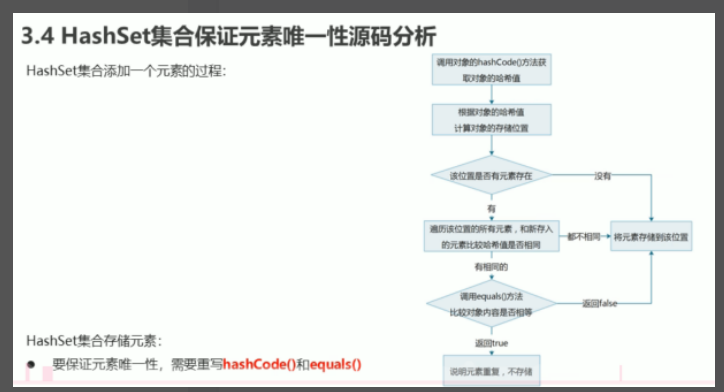 3.4 HashSet集合保证元素唯一性源码分析
HashSet集合添加一个元素的过程：
调用对象的hashCode()方法获
取对象的哈希值
根据对象的哈希值
计算对象的存储位置
该位置是否有元素存在
没有
有
遍历该位置的所有元素，和新存入
的元素比较哈希值是否相同
都不相同
将元素存储到该位置
有相同的
调用equals()方法
比较对象内容是否相等
返回false
返回true
说明元素重复，不存储
HashSet集合存储元素：
● 要保证元素唯一性，需要重写hashCode()和equals()